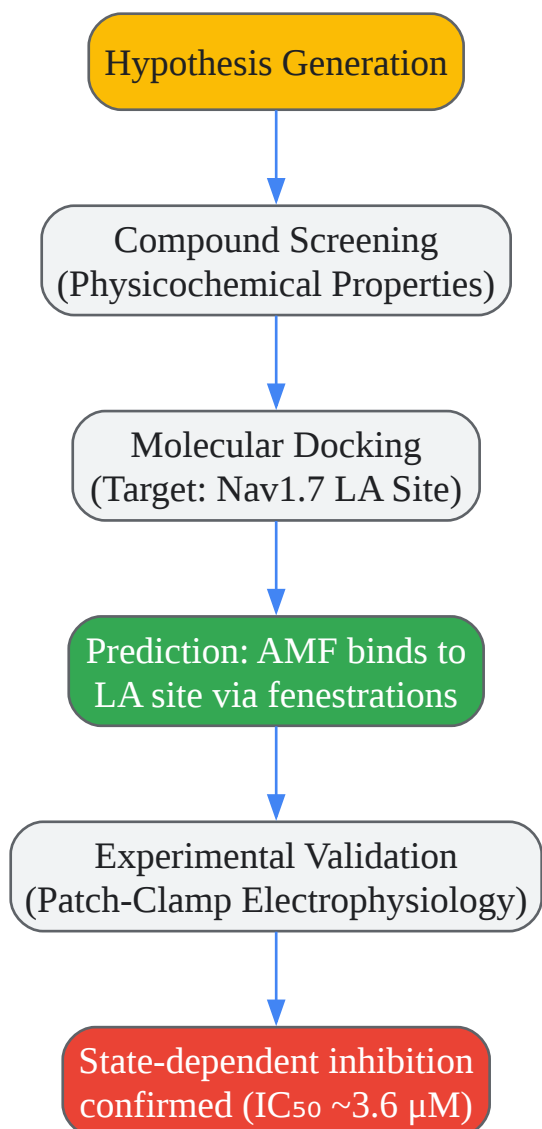 Hypothesis Generation
Compound Screening
(Physicochemical Properties)
Molecular Docking
(Target: Nav1.7 LA Site)
Prediction: AMF binds to
LA site via fenestrations
Experimental Validation
(Patch-Clamp Electrophysiology)
State-dependent inhibition
confirmed (IC₅₀ ~3.6 μM)